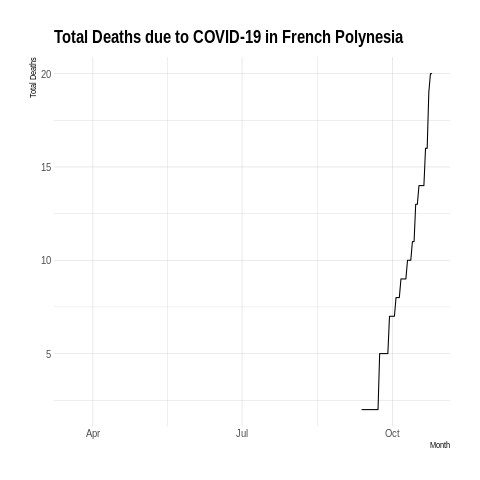 Total Deaths due to COVID-19 in French Polynesia
Total Deaths
20
15
10
5
Apr
Jul
Oct
Month